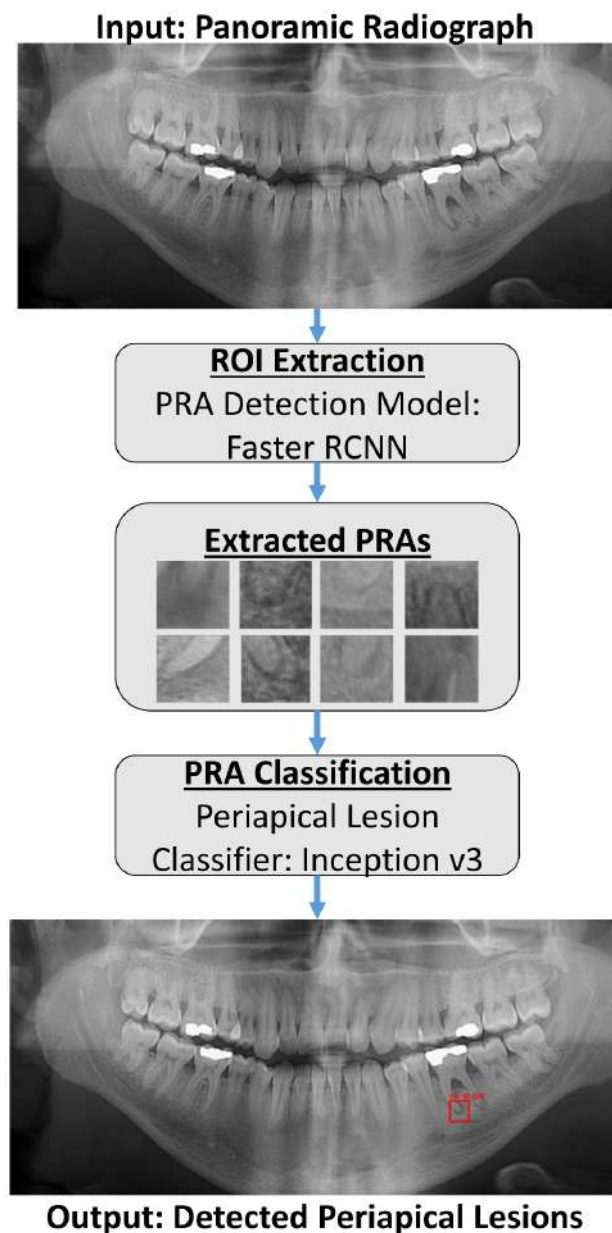 Input: Panoramic Radiograph
ROI Extraction
PRA Detection Model:
Faster RCNN
Extracted PRAs
PRA Classification
Periapical Lesion
Classifier: Inception v3
Output: Detected Periapical Lesions